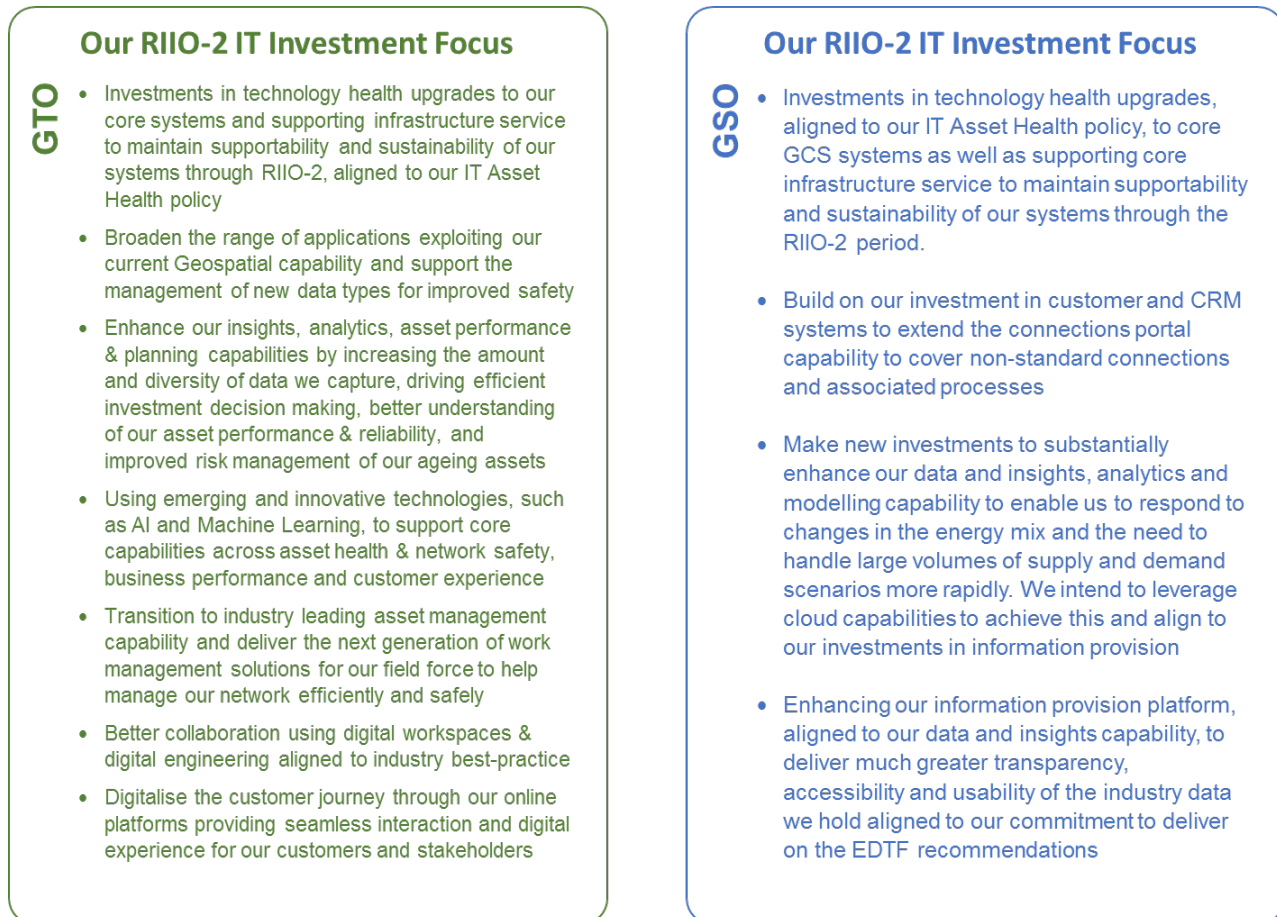 Our RIIO-2 IT Investment Focus
GTO
• Investments in technology health upgrades to our
core systems and supporting infrastructure service
to maintain supportability and sustainability of our
systems through RIIO-2, aligned to our IT Asset
Health policy
• Broaden the range of applications exploiting our
current Geospatial capability and support the
management of new data types for improved safety
• Enhance our insights, analytics, asset performance
& planning capabilities by increasing the amount
and diversity of data we capture, driving efficient
investment decision making, better understanding
of our asset performance & reliability, and
improved risk management of our ageing assets
• Using emerging and innovative technologies, such
as AI and Machine Learning, to support core
capabilities across asset health & network safety,
business performance and customer experience
• Transition to industry leading asset management
capability and deliver the next generation of work
management solutions for our field force to help
manage our network efficiently and safely
• Better collaboration using digital workspaces &
digital engineering aligned to industry best-practice
• Digitalise the customer journey through our online
platforms providing seamless interaction and digital
experience for our customers and stakeholders
Our RIIO-2 IT Investment Focus
GSO
• Investments in technology health upgrades,
aligned to our IT Asset Health policy, to core
GCS systems as well as supporting core
infrastructure service to maintain supportability
and sustainability of our systems through the
RIIO-2 period.
• Build on our investment in customer and CRM
systems to extend the connections portal
capability to cover non-standard connections
and associated processes
• Make new investments to substantially
enhance our data and insights, analytics and
modelling capability to enable us to respond to
changes in the energy mix and the need to
handle large volumes of supply and demand
scenarios more rapidly. We intend to leverage
cloud capabilities to achieve this and align to
our investments in information provision
• Enhancing our information provision platform,
aligned to our data and insights capability, to
deliver much greater transparency,
accessibility and usability of the industry data
we hold aligned to our commitment to deliver
on the EDTF recommendations